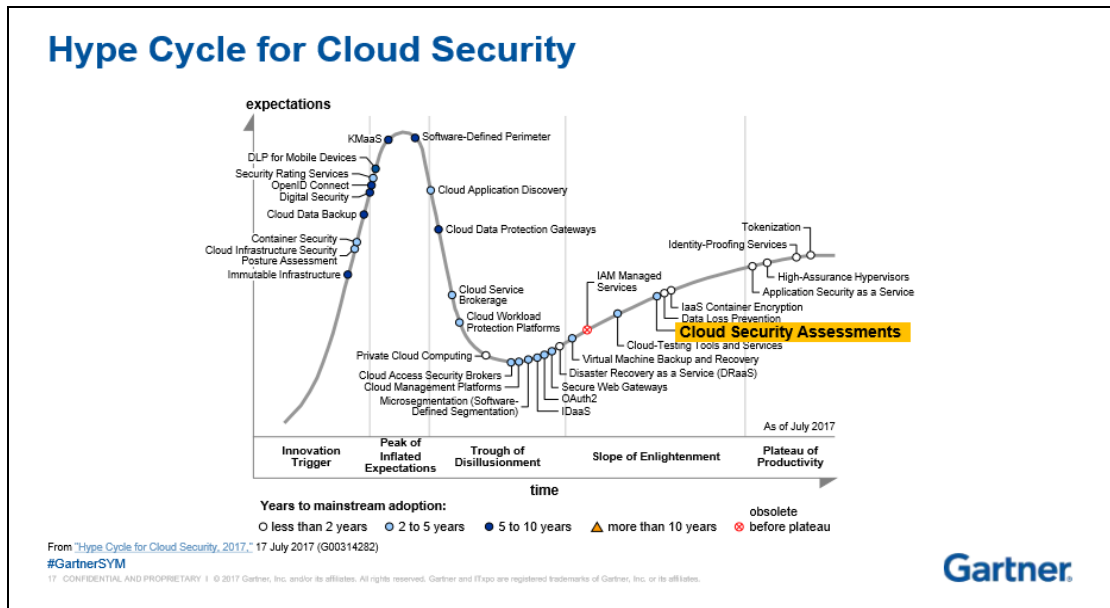 Hype Cycle for Cloud Security
expectations
KMaaS
Software-Defined Perimeter
DLP for Mobile Devices
Security Rating Services
OpenID Connect
Digital Security
Cloud Data Backup
Container Security
Cloud Infrastructure Security
Posture Assessment
Immutable Infrastructure
Cloud Application Discovery
Cloud Data Protection Gateways
Cloud Service
Brokerage
Cloud Workload
Protection Platforms
Private Cloud Computing
Cloud Access Security Brokers
Cloud Management Platforms
Microsegmentation (Software-
Defined Segmentation)
IDaaS
OAuth2
Secure Web Gateways
Disaster Recovery as a Service (DRaaS)
Virtual Machine Backup and Recovery
IAM Managed
Services
Cloud-Testing Tools and Services
Cloud Security Assessments
Data Loss Prevention
IaaS Container Encryption
Application Security as a Service
High-Assurance Hypervisors
Identity-Proofing Services
Tokenization
As of July 2017
Innovation
Trigger
Peak of
Inflated
Expectations
Trough of
Disillusionment
Slope of Enlightenment
Plateau of
Productivity
time
Years to mainstream adoption:
less than 2 years
2 to 5 years
5 to 10 years
more than 10 years
obsolete
before plateau
From "Hype Cycle for Cloud Security, 2017," 17 July 2017 (G00314282)
#GartnerSYM
17 CONFIDENTIAL AND PROPRIETARY I © 2017 Gartner, Inc. and/or its affiliates. All rights reserved. Gartner and ITxpo are registered trademarks of Gartner, Inc. or its affiliates.
Gartner.